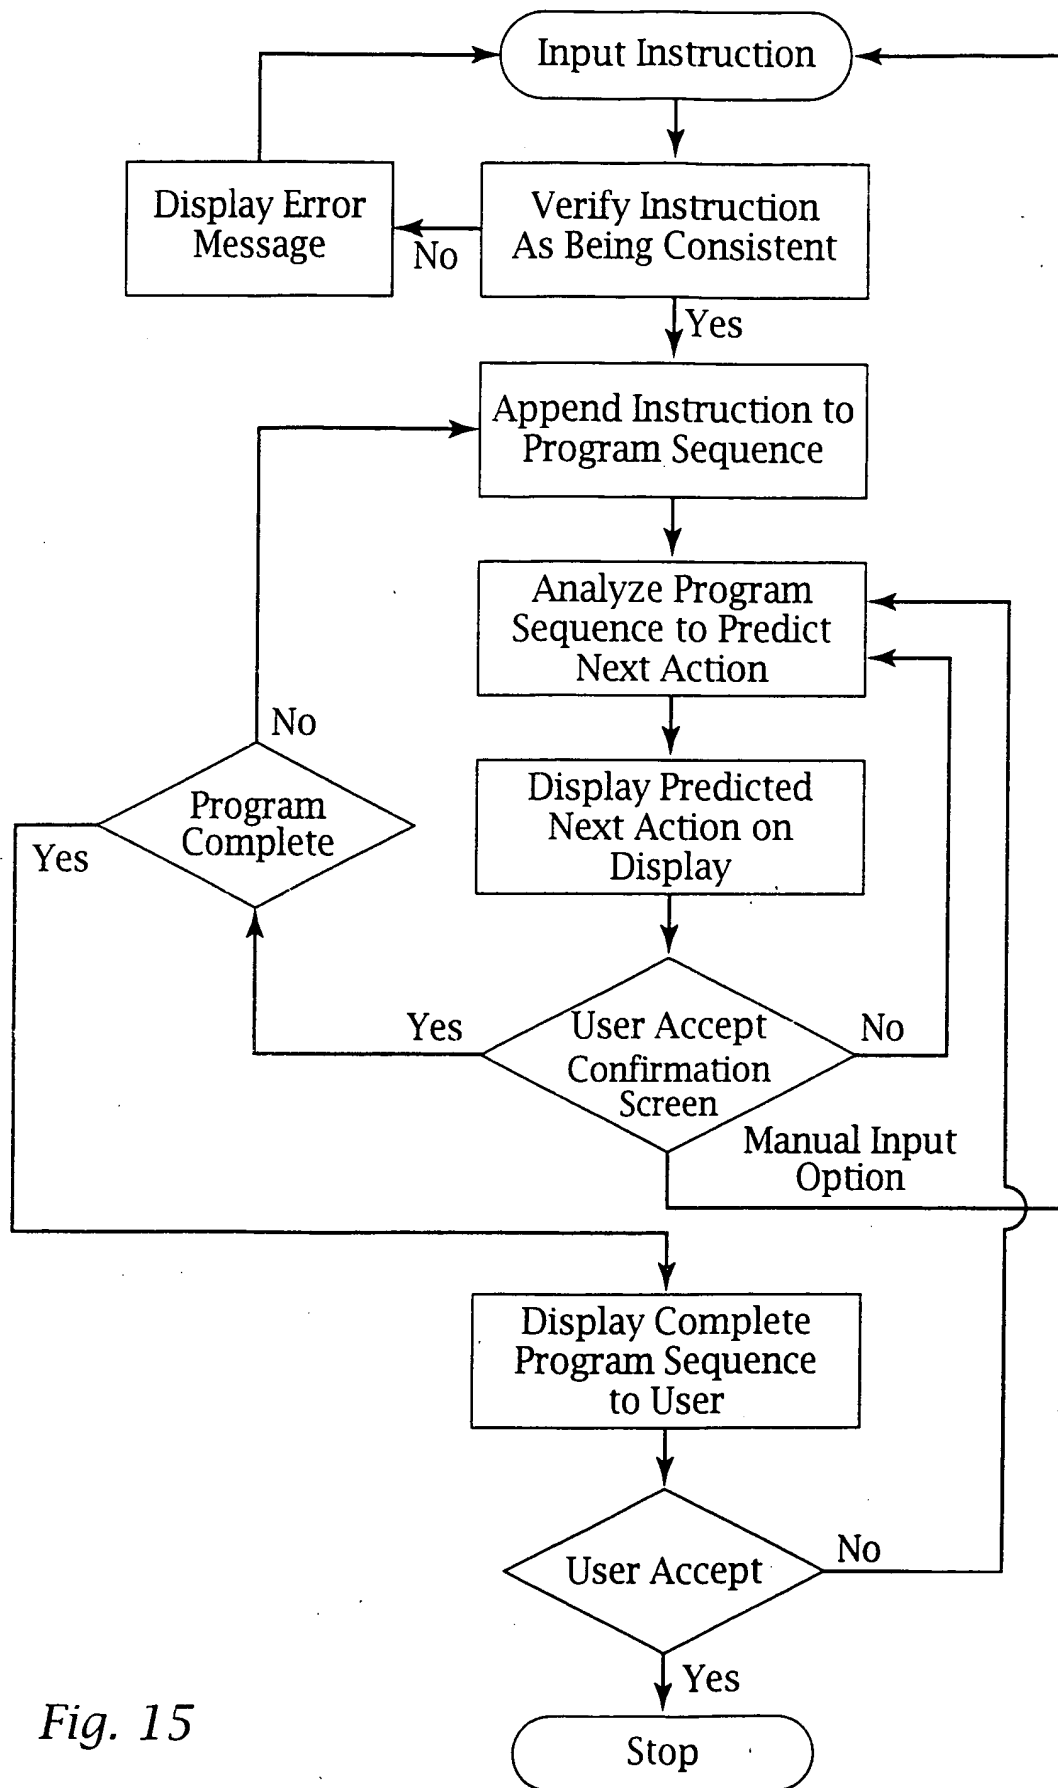 Input Instruction
Display Error
Message
No
Verify Instruction
As Being Consistent
Yes
Append Instruction to
Program Sequence
Analyze Program
Sequence to Predict
Next Action
No
Program
Complete
Yes
Display Predicted
Next Action on
Display
Yes
User Accept
Confirmation
Screen
No
Manual Input
Option
Display Complete
Program Sequence
to User
User Accept
No
Yes
Stop
Fig. 15